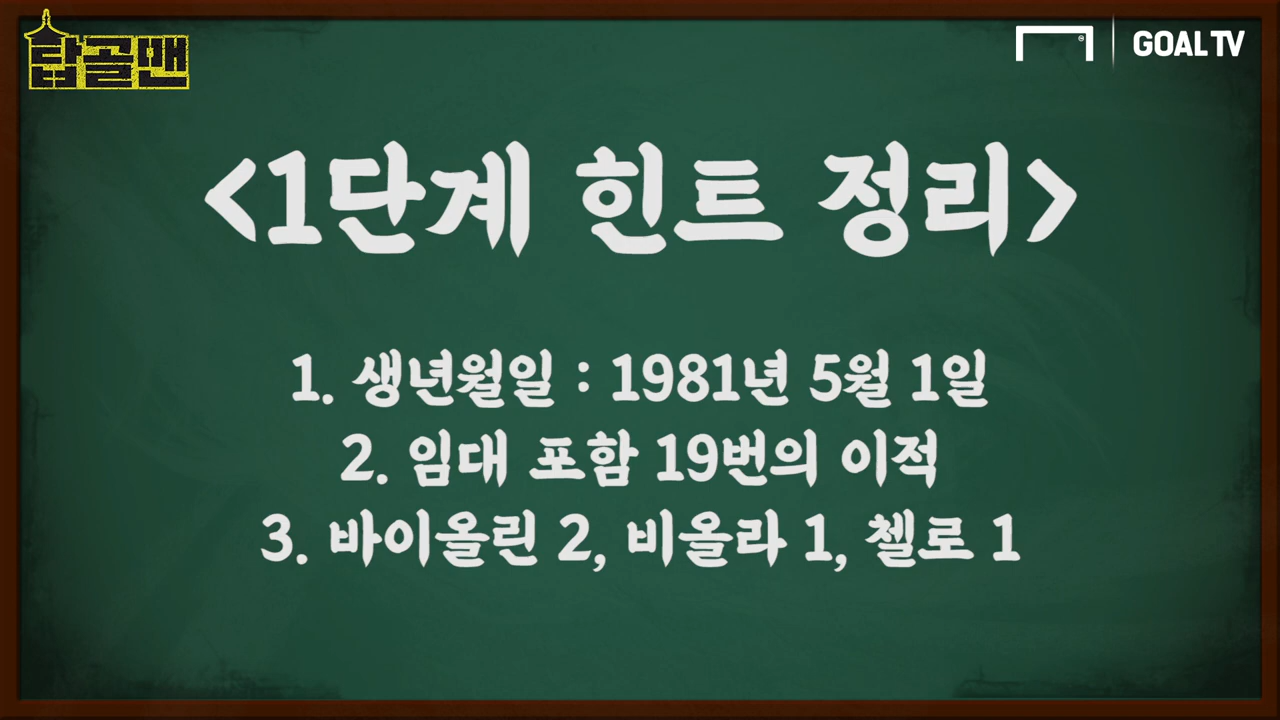 탑골맨
GOAL TV
<1단계 힌트 정리>
1. 생년월일 : 1981년 5월 1일
2. 임대 포함 19번의 이적
3. 바이올린 2, 비올라 1, 첼로 1